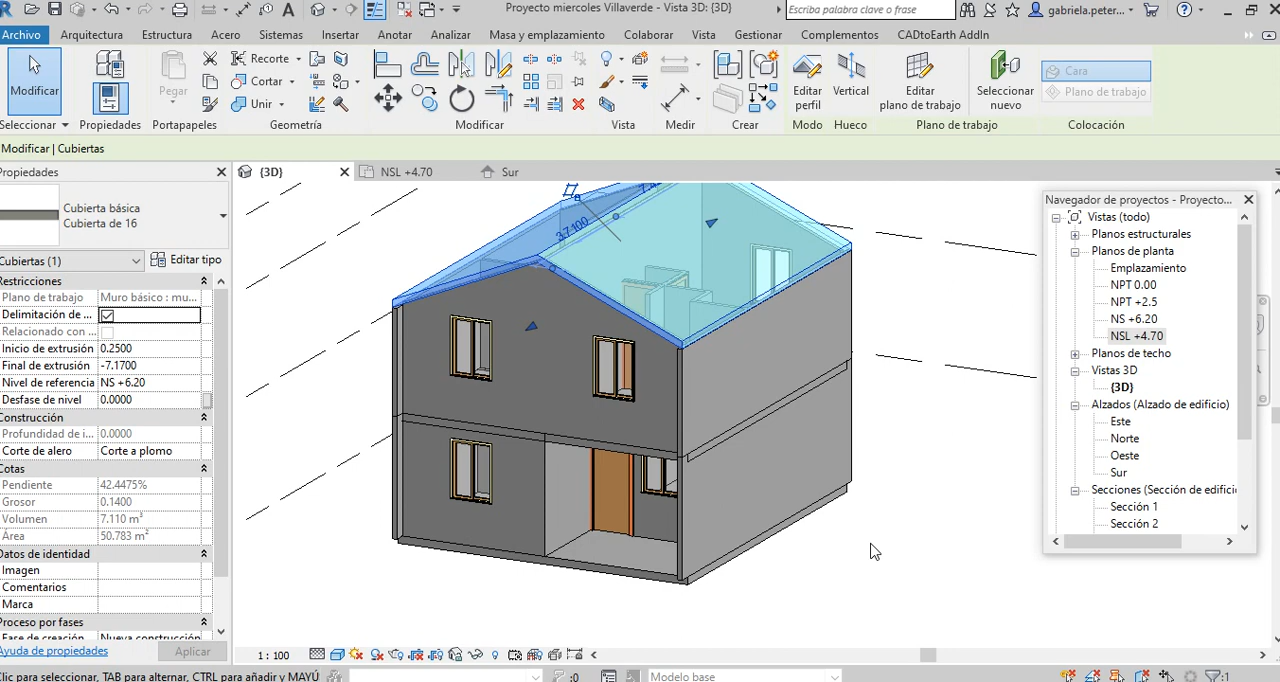 Proyecto miercoles Villaverde - Vista 3D: {3D}
Escriba palabra clave o frase
gabriela.peter...
Archivo Arquitectura Estructura Acero Sistemas Insertar Anotar Analizar Masa y emplazamiento Colaborar Vista Gestionar Complementos CADtoEarth AddIn
Modificar
Pegar
Recorte
Cortar
Unir
Editar perfil
Vertical
Editar plano de trabajo
Seleccionar nuevo
Cara
Plano de trabajo
Seleccionar Propiedades Portapapeles Geometría Modificar Vista Medir Crear Modo Hueco Plano de trabajo Colocación
Modificar | Cubiertas
Propiedades
{3D}
NSL +4.70
Sur
Cubierta básica
Cubierta de 16
Cubiertas (1)
Editar tipo
Restricciones
Plano de trabajo Muro básico : mu...
Delimitación de ...
Relacionado con ...
Inicio de extrusión 0.2500
Final de extrusión -7.1700
Nivel de referencia NS +6.20
Desfase de nivel 0.0000
Construcción
Profundidad de i... 0.0000
Corte de alero Corte a plomo
Cotas
Pendiente 42.4475%
Grosor 0.1400
Volumen 7.110 m³
Área 50.783 m²
Datos de identidad
Imagen
Comentarios
Marca
Proceso por fases
Fase de creación Nueva construcción
Ayuda de propiedades
Aplicar
Navegador de proyectos - Proyecto...
Vistas (todo)
Planos estructurales
Planos de planta
Emplazamiento
NPT 0.00
NPT +2.5
NS +6.20
NSL +4.70
Planos de techo
Vistas 3D
{3D}
Alzados (Alzado de edificio)
Este
Norte
Oeste
Sur
Secciones (Sección de edifici
Sección 1
Sección 2
1 : 100
Clic para seleccionar, TAB para alternar, CTRL para añadir y MAYÚ
:0
Modelo base
:1